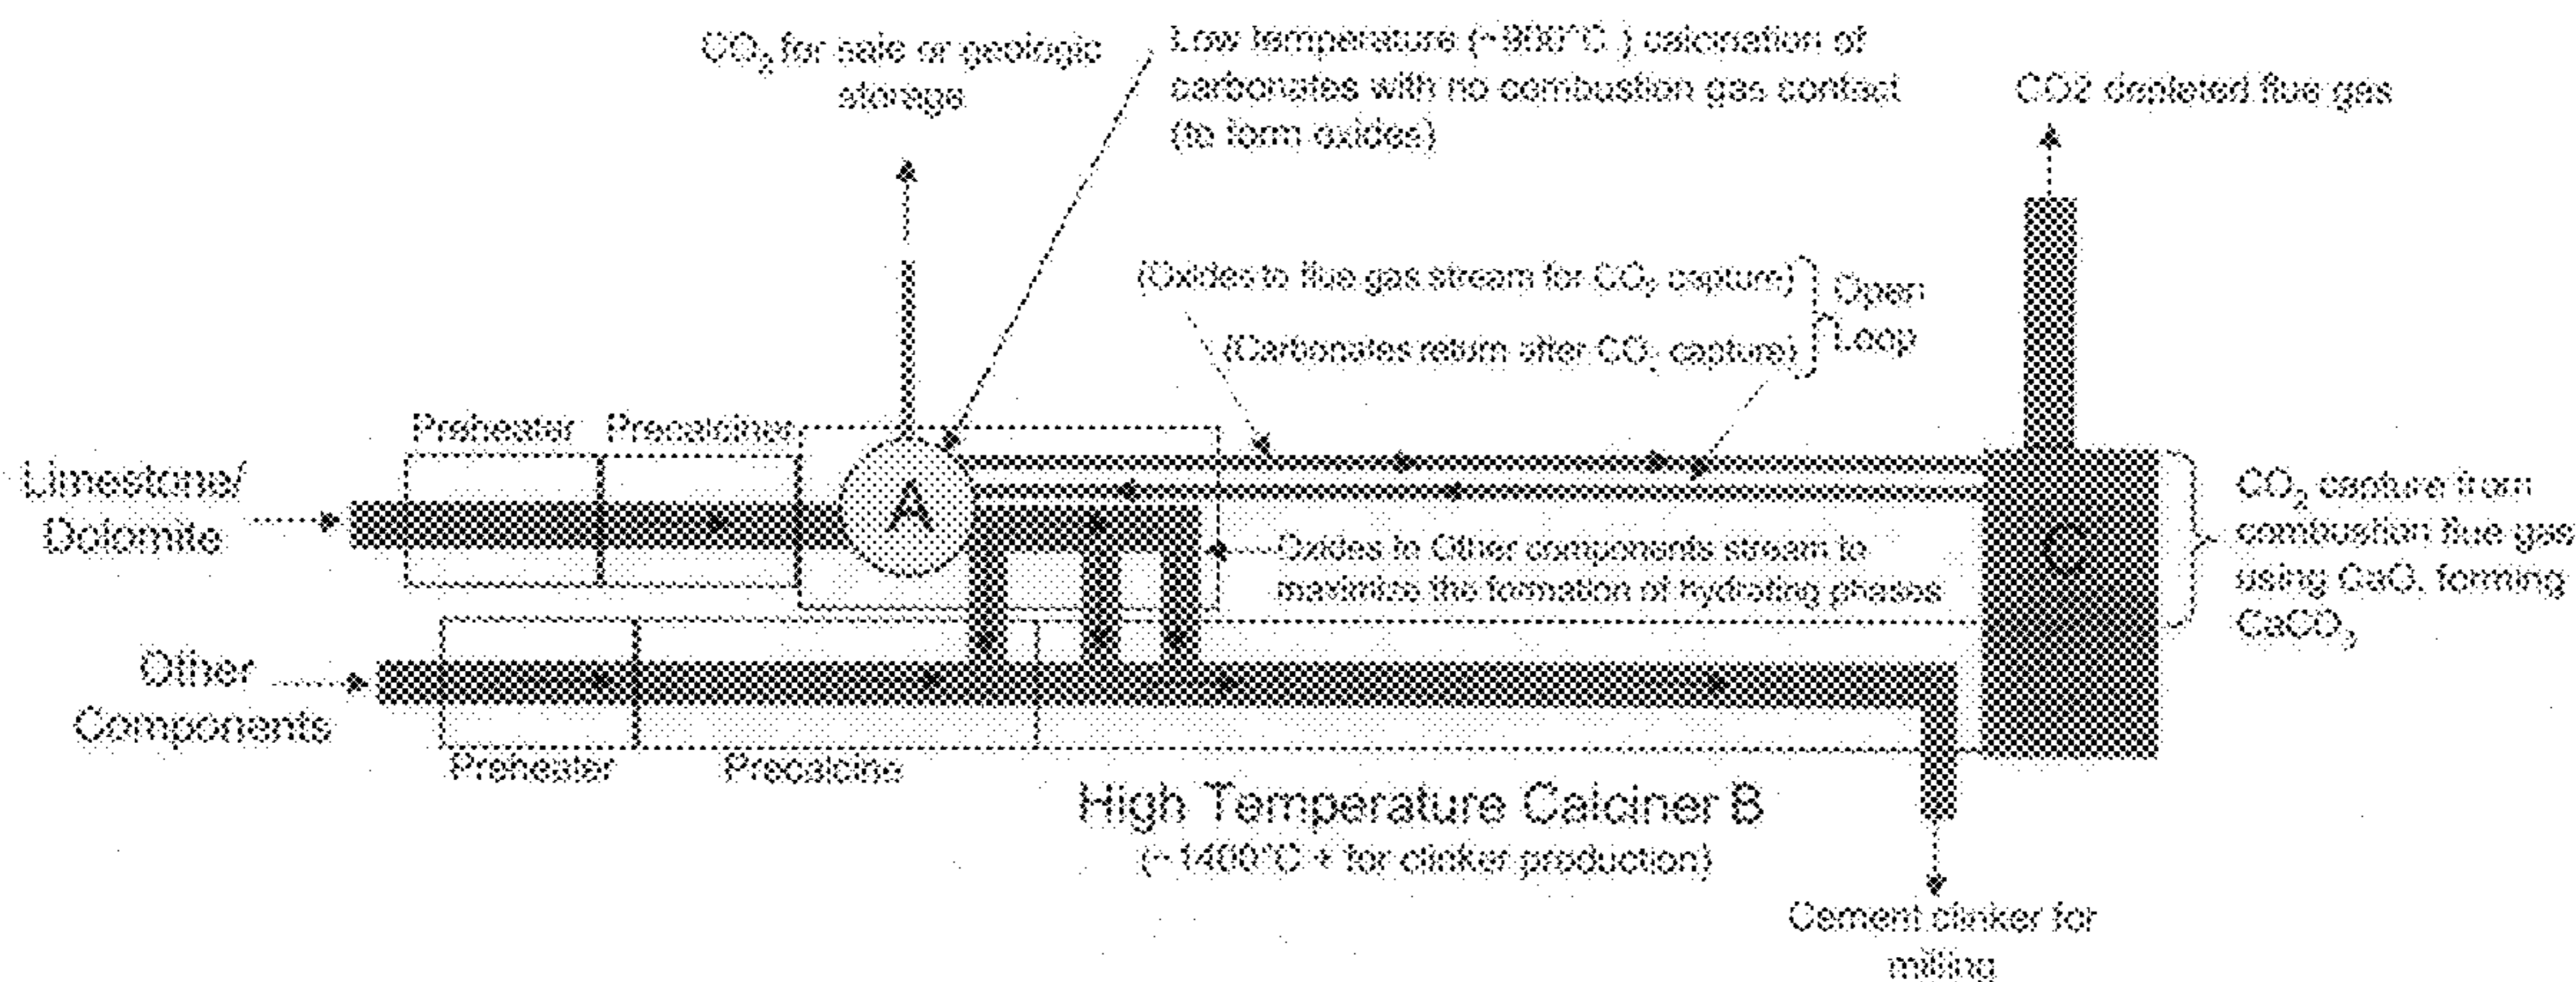 CO₂ for sale or geologic
storage
Low temperature (~ °C ) calcination of
carbonates with no combustion gas contact
(to form oxides)
CO2 depleted flue gas
(Oxides to flue gas stream for CO₂ capture)
(Carbonates return after CO₂ capture)
Open
Loop
Preheater
Precalciner
Limestone/
Dolomite
A
C
CO₂ capture from
combustion flue gas
using CaO, forming
CaCO₃
Oxides to Other components stream to
maximize the formation of hydrating phases
Other
Components
Preheater
Precalcine
High Temperature Calciner B
(~1400°C + for clinker production)
Cement clinker for
milling